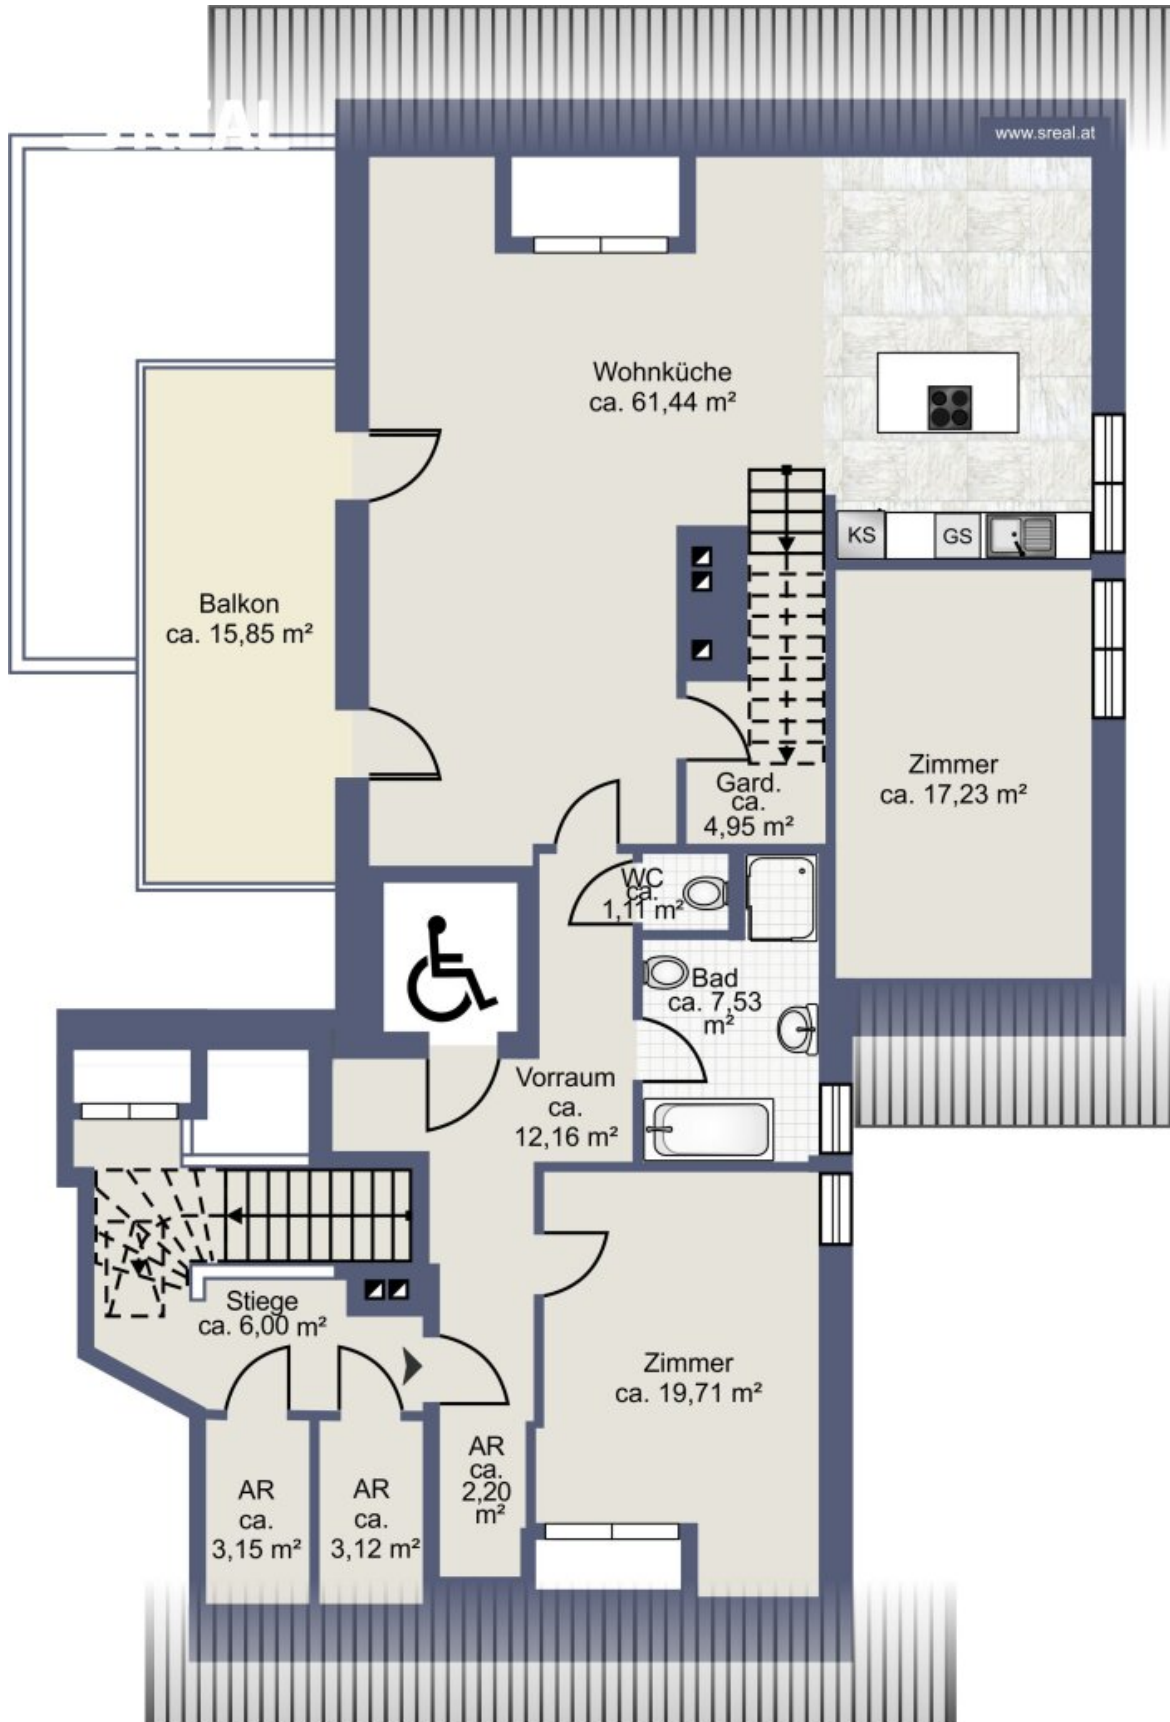 SREAL
www.sreal.at
Wohnküche
ca. 61,44 m²
KS
GS
Balkon
ca. 15,85 m²
Zimmer
ca. 17,23 m²
Gard.
ca.
4,95 m²
WC
ca.
1,11 m²
Bad
ca. 7,53
m²
Vorraum
ca.
12,16 m²
Stiege
ca. 6,00 m²
Zimmer
ca. 19,71 m²
AR
ca.
2,20
m²
AR
ca.
3,15 m²
AR
ca.
3,12 m²